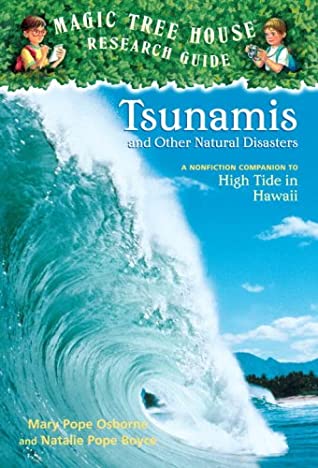 MAGIC TREE HOUSE
RESEARCH GUIDE
Tsunamis
and Other Natural Disasters
A NONFICTION COMPANION TO
High Tide in
Hawaii
Mary Pope Osborne
and Natalie Pope Boyce